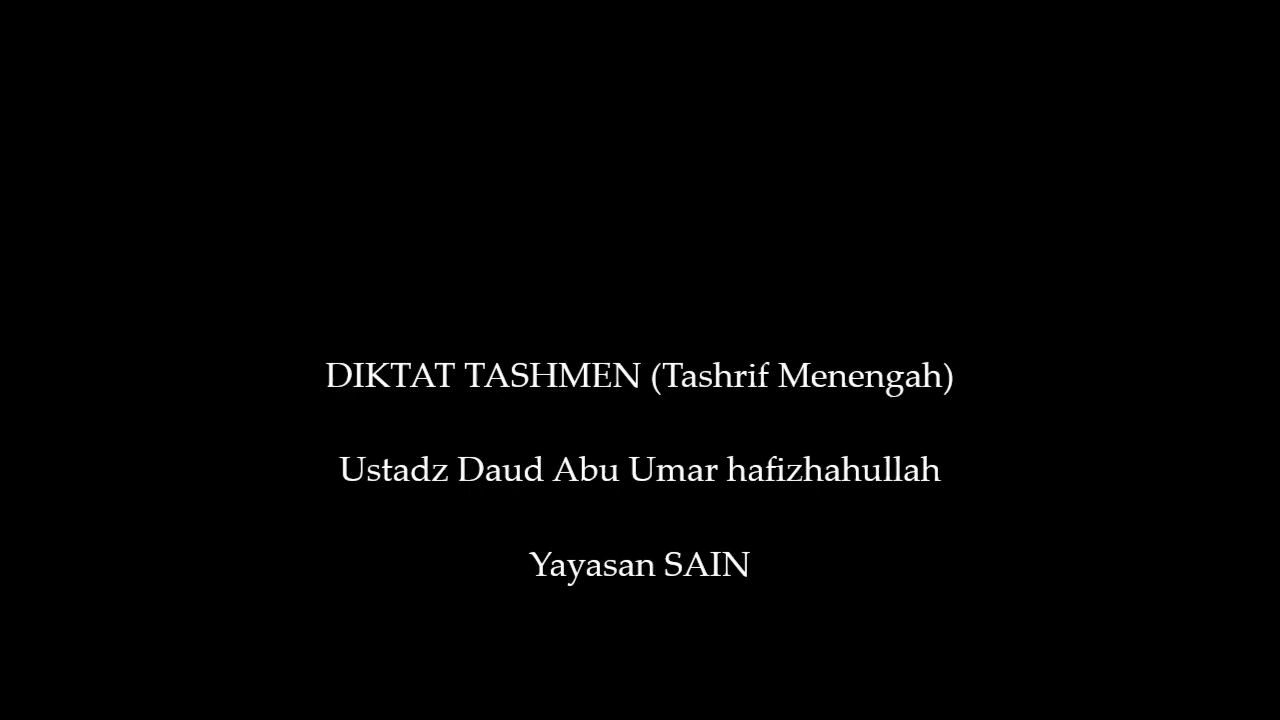 DIKTAT TASHMEN (Tashrif Menengah)
Ustadz Daud Abu Umar hafizhahullah
Yayasan SAIN